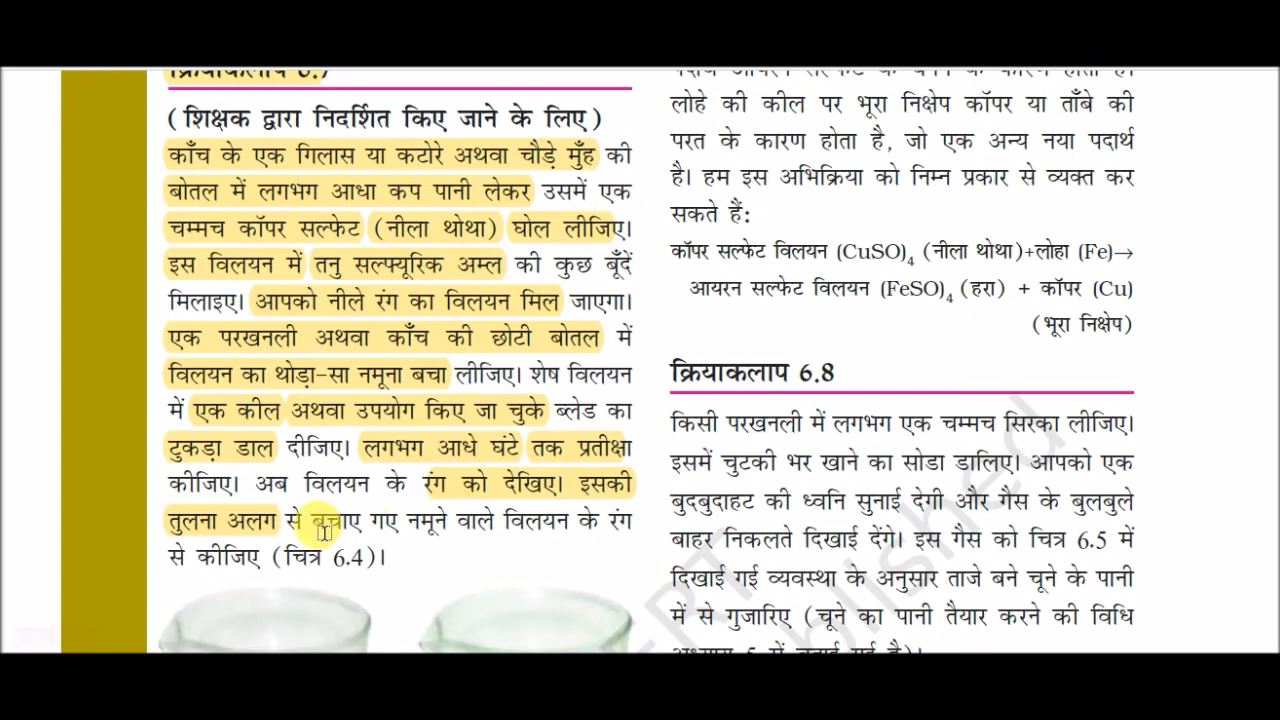 क्रियाकलाप 6.7
(शिक्षक द्वारा निदर्शित किए जाने के लिए)
काँच के एक गिलास या कटोरे अथवा चौड़े मुँह की
बोतल में लगभग आधा कप पानी लेकर उसमें एक
चम्मच कॉपर सल्फेट (नीला थोथा) घोल लीजिए।
इस विलयन में तनु सल्फ्यूरिक अम्ल की कुछ बूँदें
मिलाइए। आपको नीले रंग का विलयन मिल जाएगा।
एक परखनली अथवा काँच की छोटी बोतल में
विलयन का थोड़ा-सा नमूना बचा लीजिए। शेष विलयन
में एक कील अथवा उपयोग किए जा चुके ब्लेड का
टुकड़ा डाल दीजिए। लगभग आधे घंटे तक प्रतीक्षा
कीजिए। अब विलयन के रंग को देखिए। इसकी
तुलना अलग से बचाए गए नमूने वाले विलयन के रंग
से कीजिए (चित्र 6.4)।
लोहे की कील पर भूरा निक्षेप कॉपर या ताँबे की
परत के कारण होता है, जो एक अन्य नया पदार्थ
है। हम इस अभिक्रिया को निम्न प्रकार से व्यक्त कर
सकते हैं:
कॉपर सल्फेट विलयन (CuSO)₄ (नीला थोथा)+लोहा (Fe)→
आयरन सल्फेट विलयन (FeSO)₄ (हरा) + कॉपर (Cu)
(भूरा निक्षेप)
क्रियाकलाप 6.8
किसी परखनली में लगभग एक चम्मच सिरका लीजिए।
इसमें चुटकी भर खाने का सोडा डालिए। आपको एक
बुदबुदाहट की ध्वनि सुनाई देगी और गैस के बुलबुले
बाहर निकलते दिखाई देंगे। इस गैस को चित्र 6.5 में
दिखाई गई व्यवस्था के अनुसार ताजे बने चूने के पानी
में से गुजारिए (चूने का पानी तैयार करने की विधि